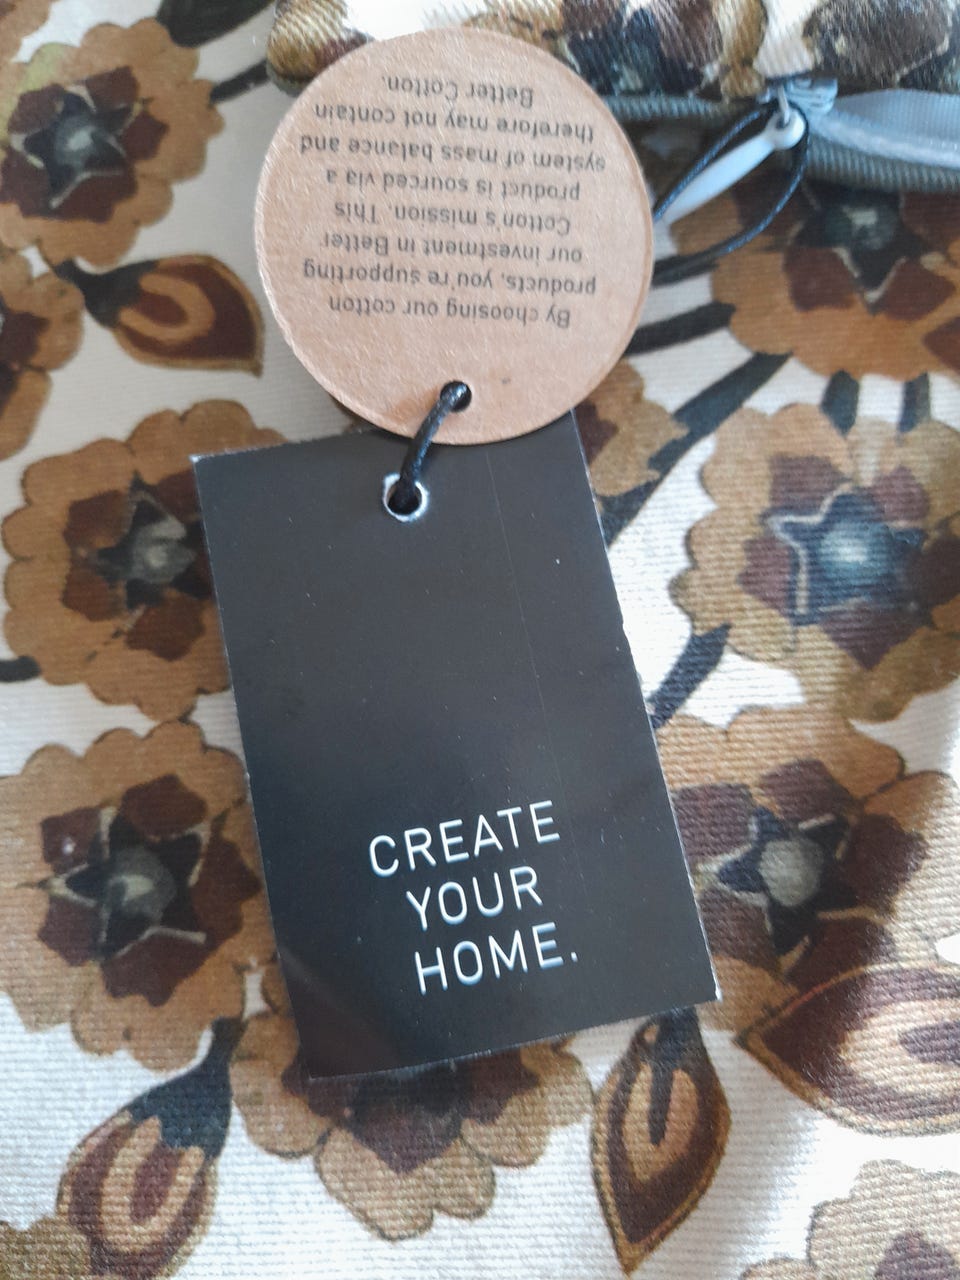 By choosing our cotton
products, you're supporting
our investment in Better
Cotton's mission. This
product is sourced via a
system of mass balance and
therefore may not contain
Better Cotton.
CREATE
YOUR
HOME.